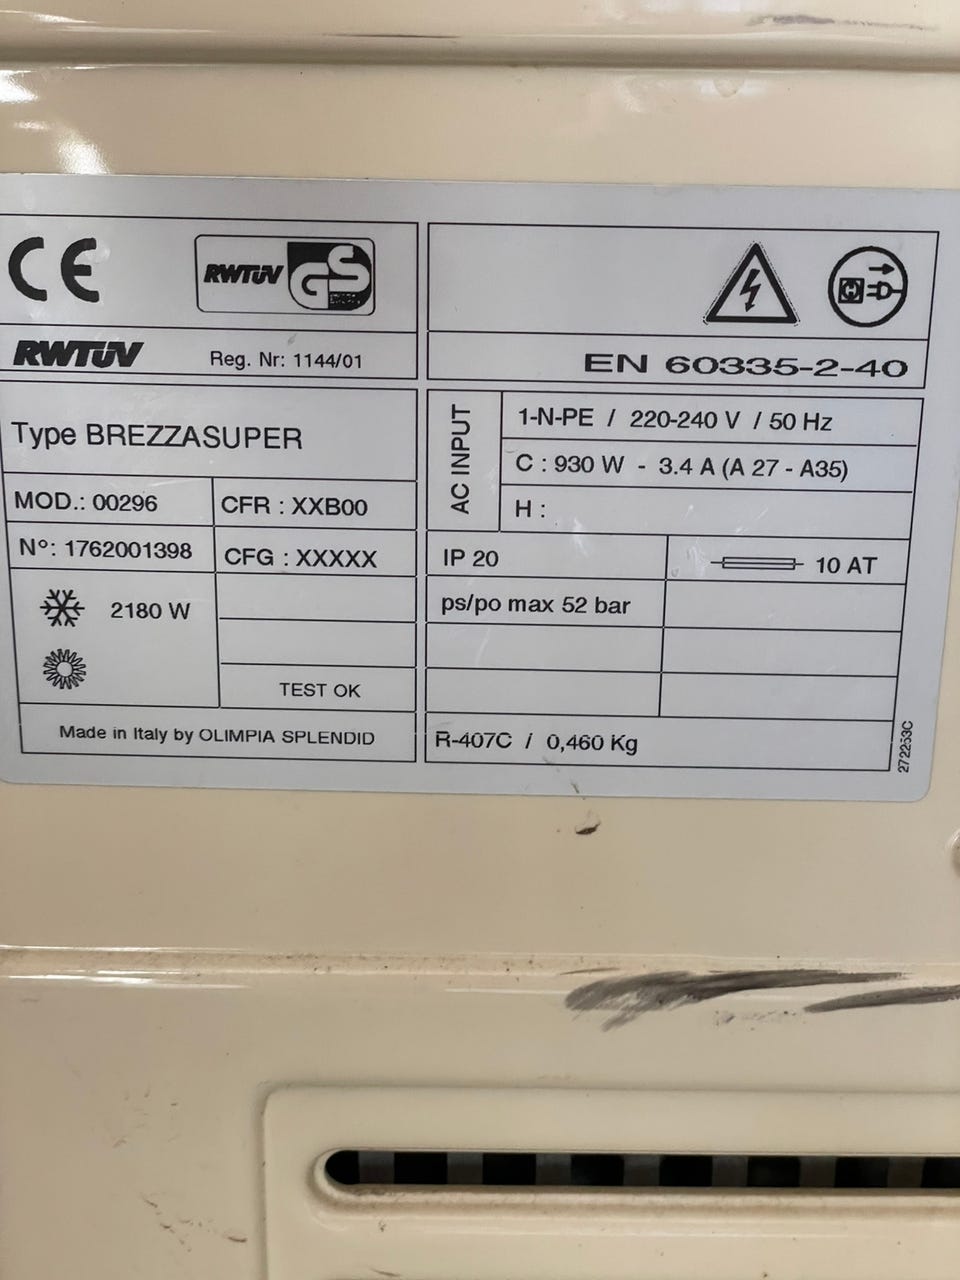 CE
RWTÜV GS
RWTÜV Reg. Nr: 1144/01
EN 60335-2-40
Type BREZZASUPER
MOD.: 00296 CFR : XXB00
N°: 1762001398 CFG : XXXXX
2180 W
TEST OK
Made in Italy by OLIMPIA SPLENDID
AC INPUT
1-N-PE / 220-240 V / 50 Hz
C : 930 W - 3.4 A (A 27 - A35)
H :
IP 20 10 AT
ps/po max 52 bar
R-407C / 0,460 Kg
272253C